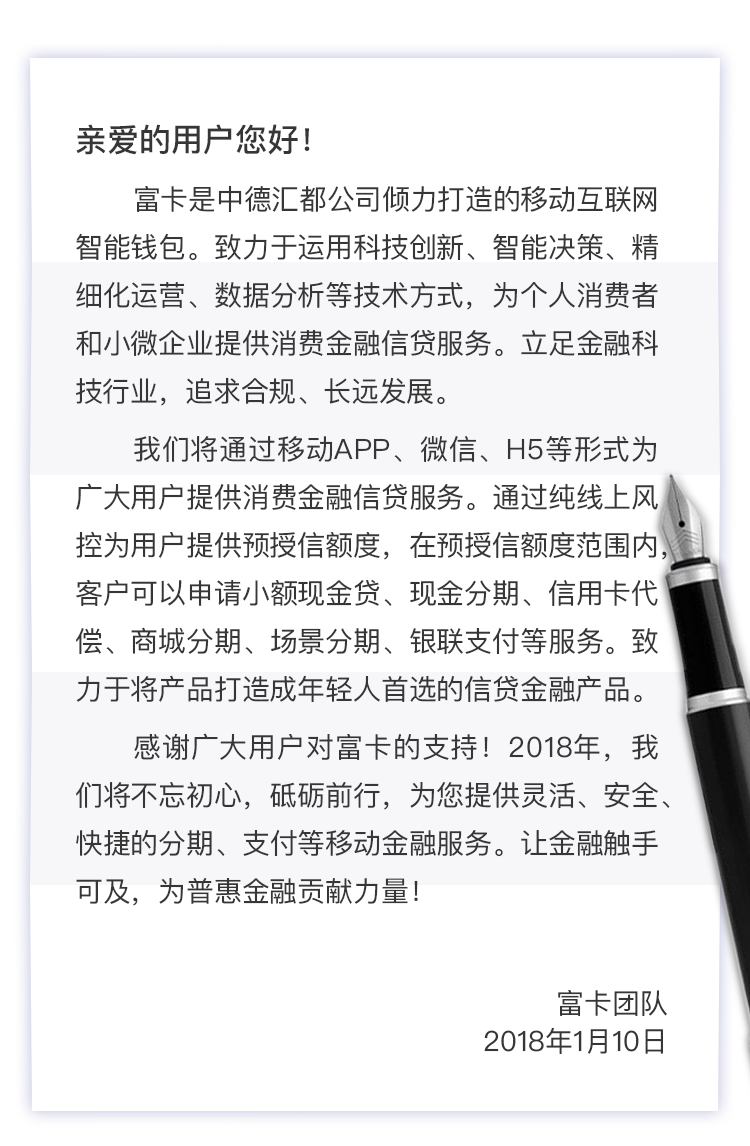 亲爱的用户您好！
富卡是中德汇都公司倾力打造的移动互联网
智能钱包。致力于运用科技创新、智能决策、精
细化运营、数据分析等技术方式，为个人消费者
和小微企业提供消费金融信贷服务。立足金融科
技行业，追求合规、长远发展。
我们将通过移动APP、微信、H5等形式为
广大用户提供消费金融信贷服务。通过纯线上风
控为用户提供预授信额度，在预授信额度范围内，
客户可以申请小额现金贷、现金分期、信用卡代
偿、商城分期、场景分期、银联支付等服务。致
力于将产品打造成年轻人首选的信贷金融产品。
感谢广大用户对富卡的支持！2018年，我
们将不忘初心，砥砺前行，为您提供灵活、安全、
快捷的分期、支付等移动金融服务。让金融触手
可及，为普惠金融贡献力量！
富卡团队
2018年1月10日